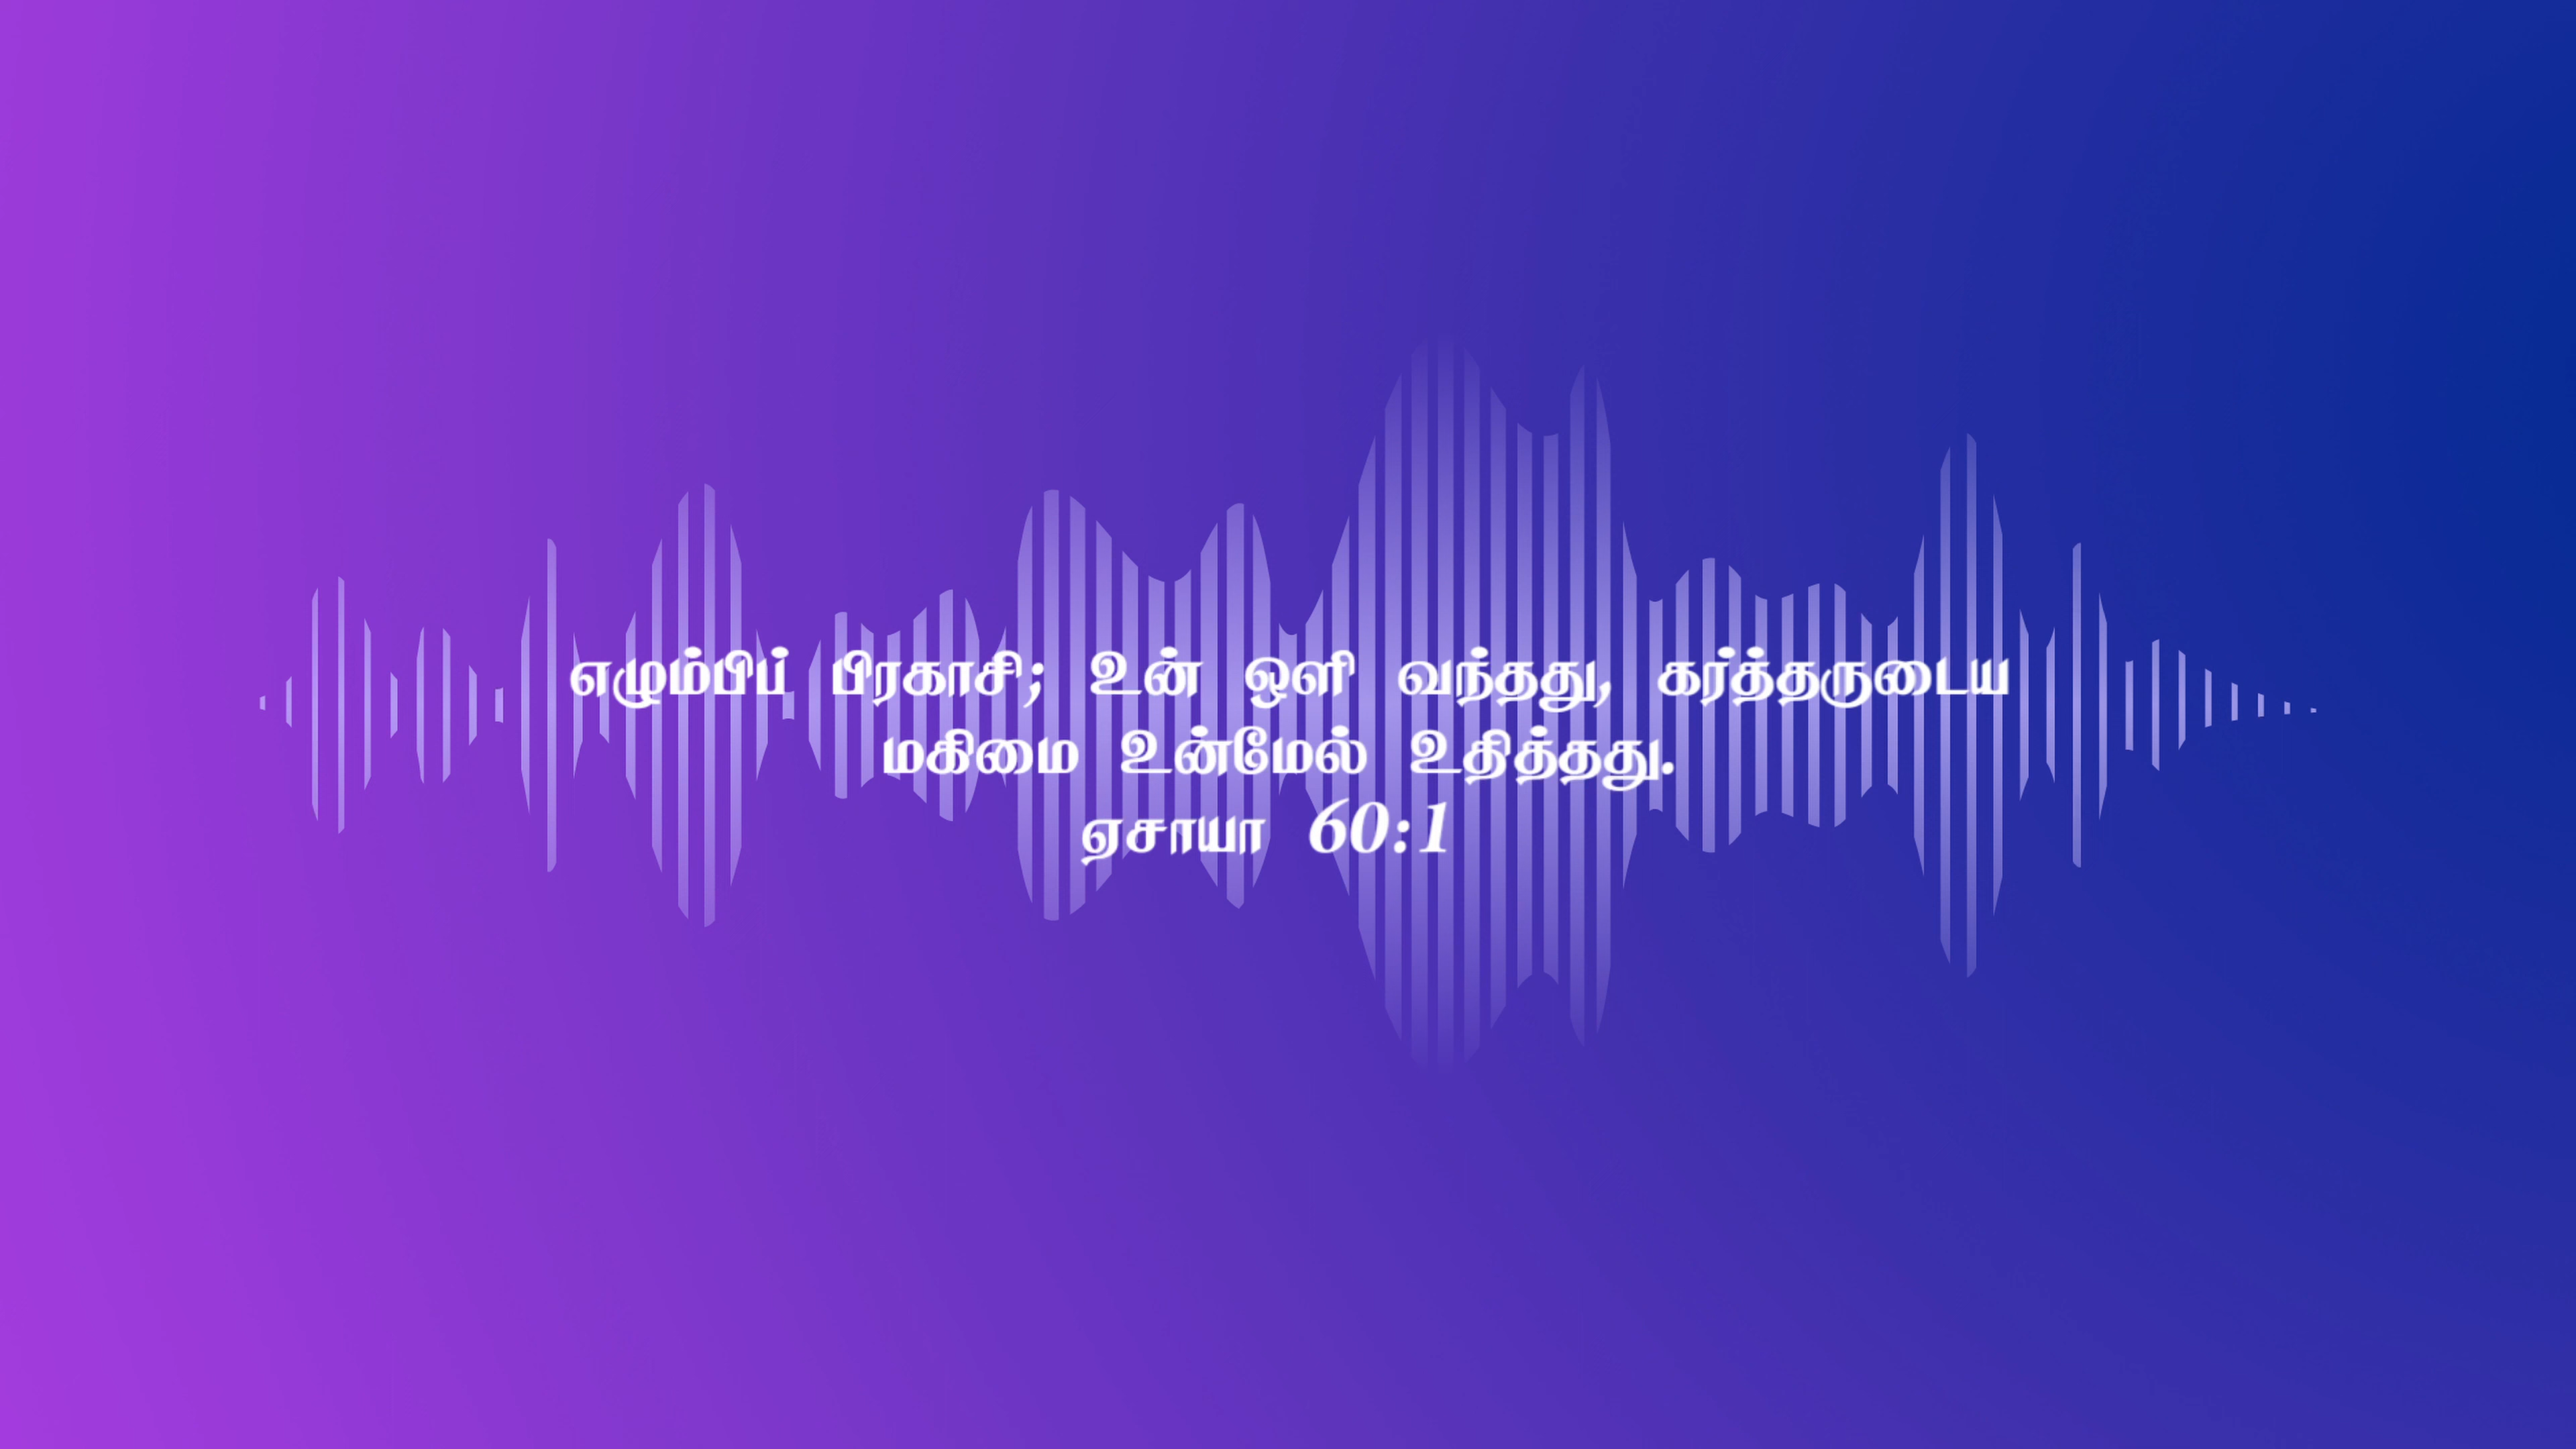 எழும்பிப் பிரகாசி; உன் ஒளி வந்தது, கர்த்தருடைய
மகிமை உன்மேல் உதித்தது.
ஏசாயா 60:1